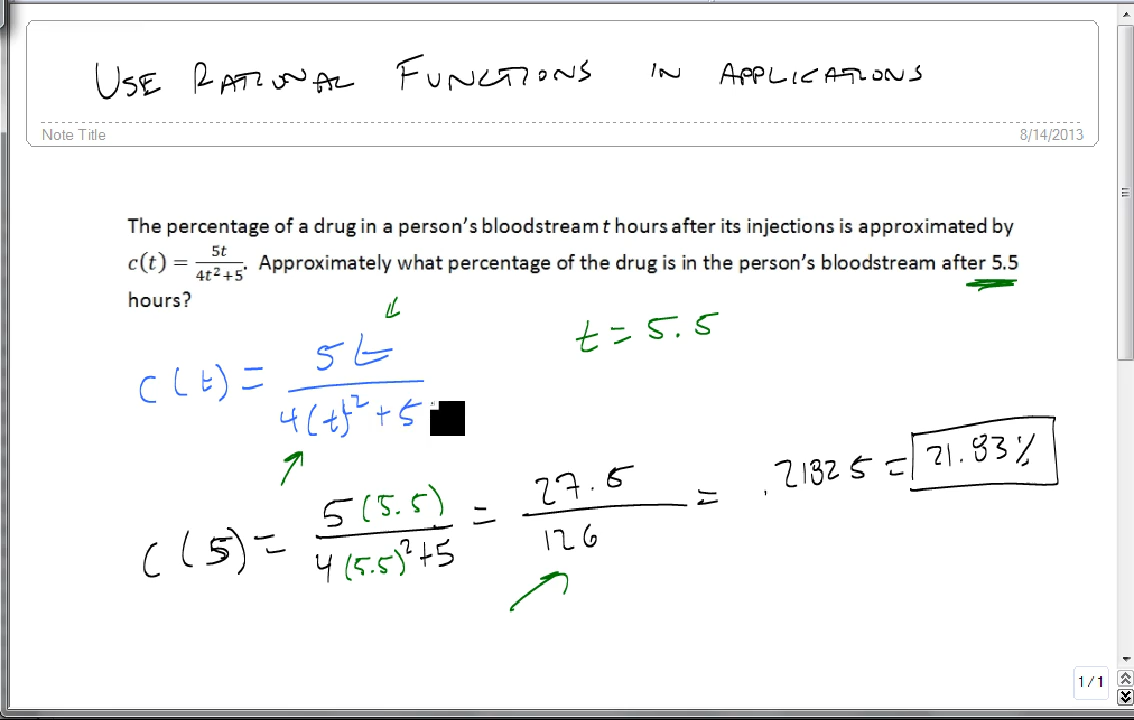 USE RATIONAL FUNCTIONS IN APPLICATIONS
Note Title
8/14/2013
The percentage of a drug in a person's bloodstream t hours after its injections is approximated by
c(t) = 5t/(4t²+5). Approximately what percentage of the drug is in the person's bloodstream after 5.5
hours?
t = 5.5
c(t) = 5t/(4(t)²+5)
c(5) = 5(5.5)/(4(5.5)²+5) = 27.5/126 = .21825 = 21.83%
1/1